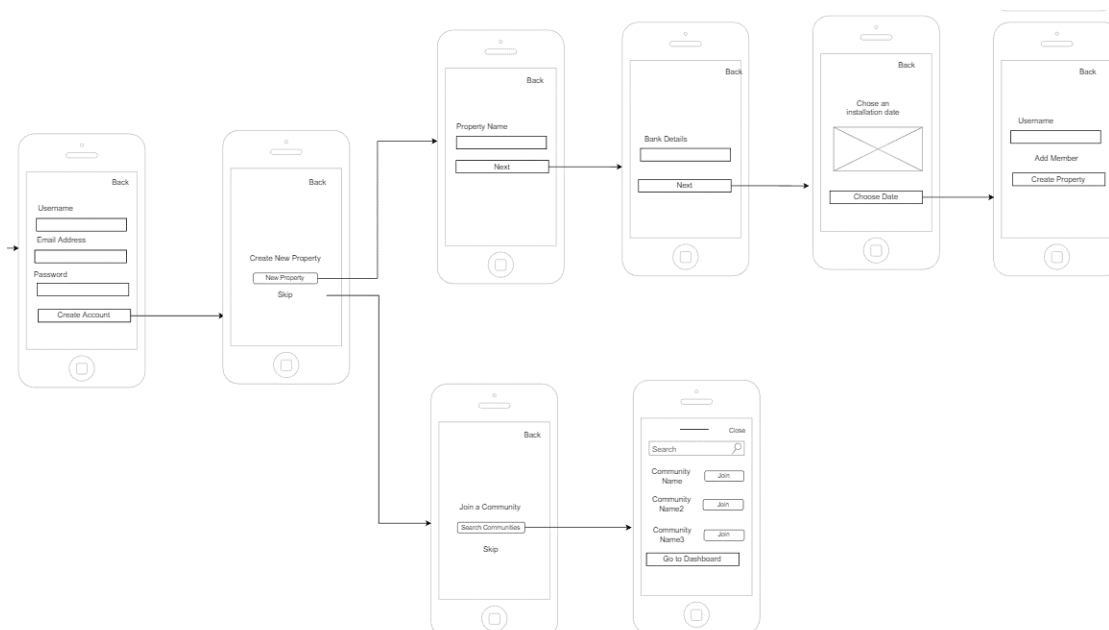 Back
Username
Email Address
Password
Create Account
Back
Create New Property
New Property
Skip
Back
Property Name
Next
Back
Bank Details
Next
Back
Chose an
installation date
Choose Date
Back
Username
Add Member
Create Property
Back
Join a Community
Search Communities
Skip
Close
Search
Community
Name
Join
Community
Name2
Join
Community
Name3
Join
Go to Dashboard